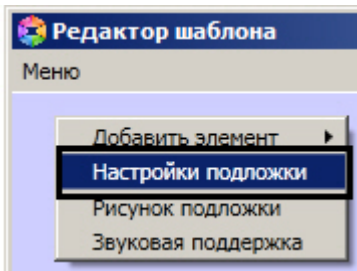 Редактор шаблона
Меню
Добавить элемент
Настройки подложки
Рисунок подложки
Звуковая поддержка